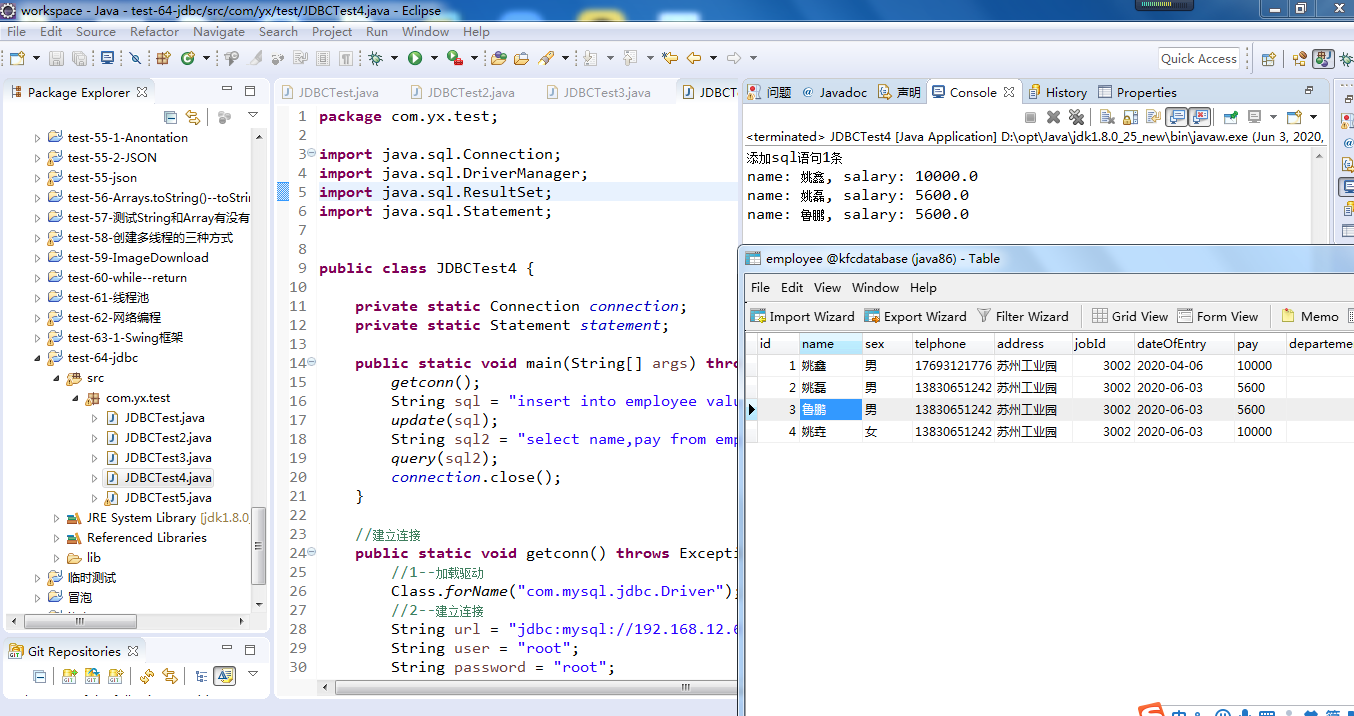 workspace - Java - test-64-jdbc/src/com/yx/test/JDBCTest4.java - Eclipse
File Edit Source Refactor Navigate Search Project Run Window Help
Quick Access
Package Explorer
test-55-1-Anontation
test-55-2-JSON
test-55-json
test-56-Arrays.toString()--toStrin
test-57-测试String和Array有没有
test-58-创建多线程的三种方式
test-59-ImageDownload
test-60-while--return
test-61-线程池
test-62-网络编程
test-63-1-Swing框架
test-64-jdbc
src
com.yx.test
JDBCTest.java
JDBCTest2.java
JDBCTest3.java
JDBCTest4.java
JDBCTest5.java
JRE System Library [jdk1.8.0
Referenced Libraries
lib
临时测试
冒泡
Git Repositories
JDBCTest.java JDBCTest2.java JDBCTest3.java JDBCT
1 package com.yx.test;
2
3 import java.sql.Connection;
4 import java.sql.DriverManager;
5 import java.sql.ResultSet;
6 import java.sql.Statement;
7
8
9 public class JDBCTest4 {
10
11 private static Connection connection;
12 private static Statement statement;
13
14 public static void main(String[] args) thro
15 getconn();
16 String sql = "insert into employee valu
17 update(sql);
18 String sql2 = "select name,pay from emp
19 query(sql2);
20 connection.close();
21 }
22
23 //建立连接
24 public static void getconn() throws Excepti
25 //1--加载驱动
26 Class.forName("com.mysql.jdbc.Driver");
27 //2--建立连接
28 String url = "jdbc:mysql://192.168.12.6
29 String user = "root";
30 String password = "root";
问题 Javadoc 声明 Console History Properties
<terminated> JDBCTest4 [Java Application] D:\opt\Java\jdk1.8.0_25_new\bin\javaw.exe (Jun 3, 2020,
添加sql语句1条
name: 姚鑫, salary: 10000.0
name: 姚磊, salary: 5600.0
name: 鲁鹏, salary: 5600.0
employee @kfcdatabase (java86) - Table
File Edit View Window Help
Import Wizard Export Wizard Filter Wizard Grid View Form View Memo
id name sex telphone address jobId dateOfEntry pay departeme
1 姚鑫 男 17693121776 苏州工业园 3002 2020-04-06 10000
2 姚磊 男 13830651242 苏州工业园 3002 2020-06-03 5600
3 鲁鹏 男 13830651242 苏州工业园 3002 2020-06-03 5600
4 姚垚 女 13830651242 苏州工业园 3002 2020-06-03 10000